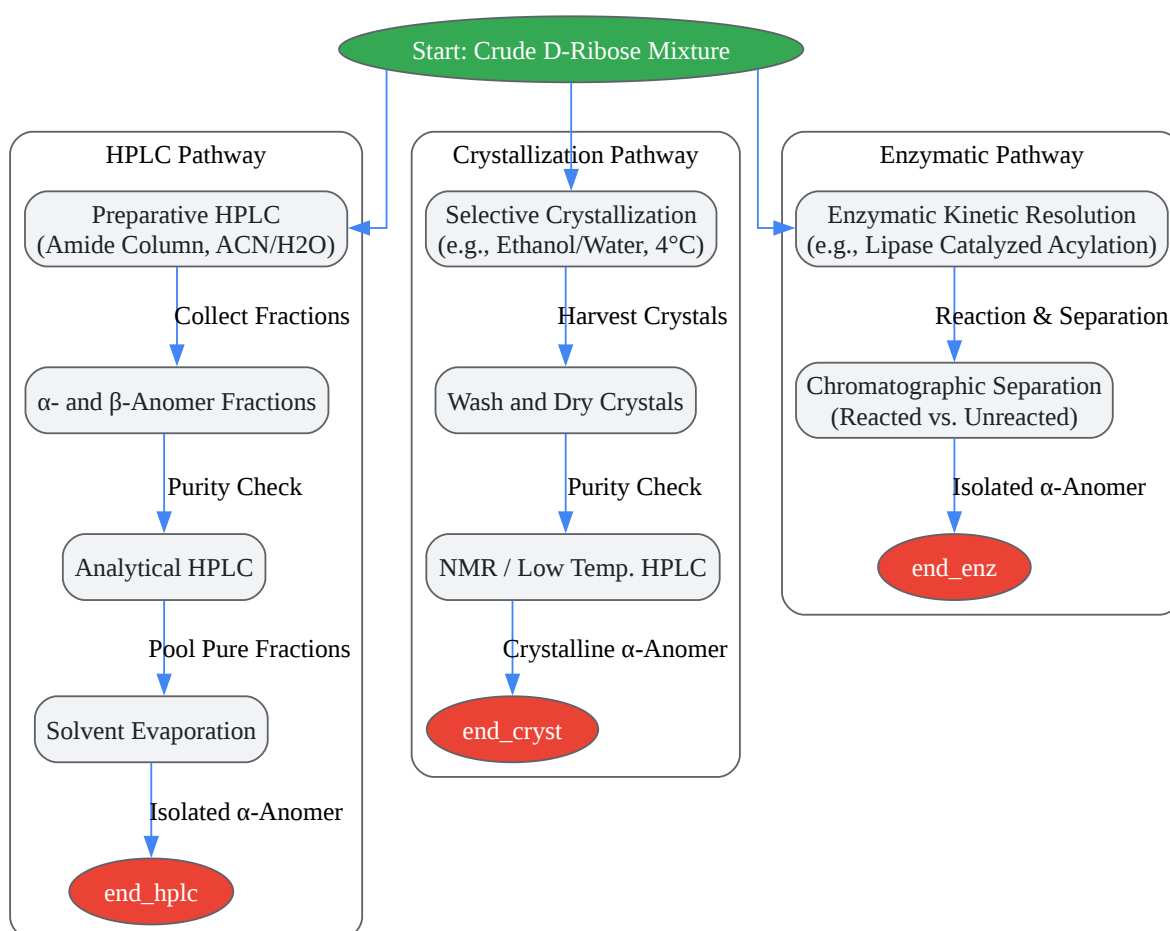 Start: Crude D-Ribose Mixture
HPLC Pathway
Preparative HPLC
(Amide Column, ACN/H2O)
Collect Fractions
α- and β-Anomer Fractions
Purity Check
Analytical HPLC
Pool Pure Fractions
Solvent Evaporation
Isolated α-Anomer
end_hplc
Crystallization Pathway
Selective Crystallization
(e.g., Ethanol/Water, 4°C)
Harvest Crystals
Wash and Dry Crystals
Purity Check
NMR / Low Temp. HPLC
Crystalline α-Anomer
end_cryst
Enzymatic Pathway
Enzymatic Kinetic Resolution
(e.g., Lipase Catalyzed Acylation)
Reaction & Separation
Chromatographic Separation
(Reacted vs. Unreacted)
Isolated α-Anomer
end_enz